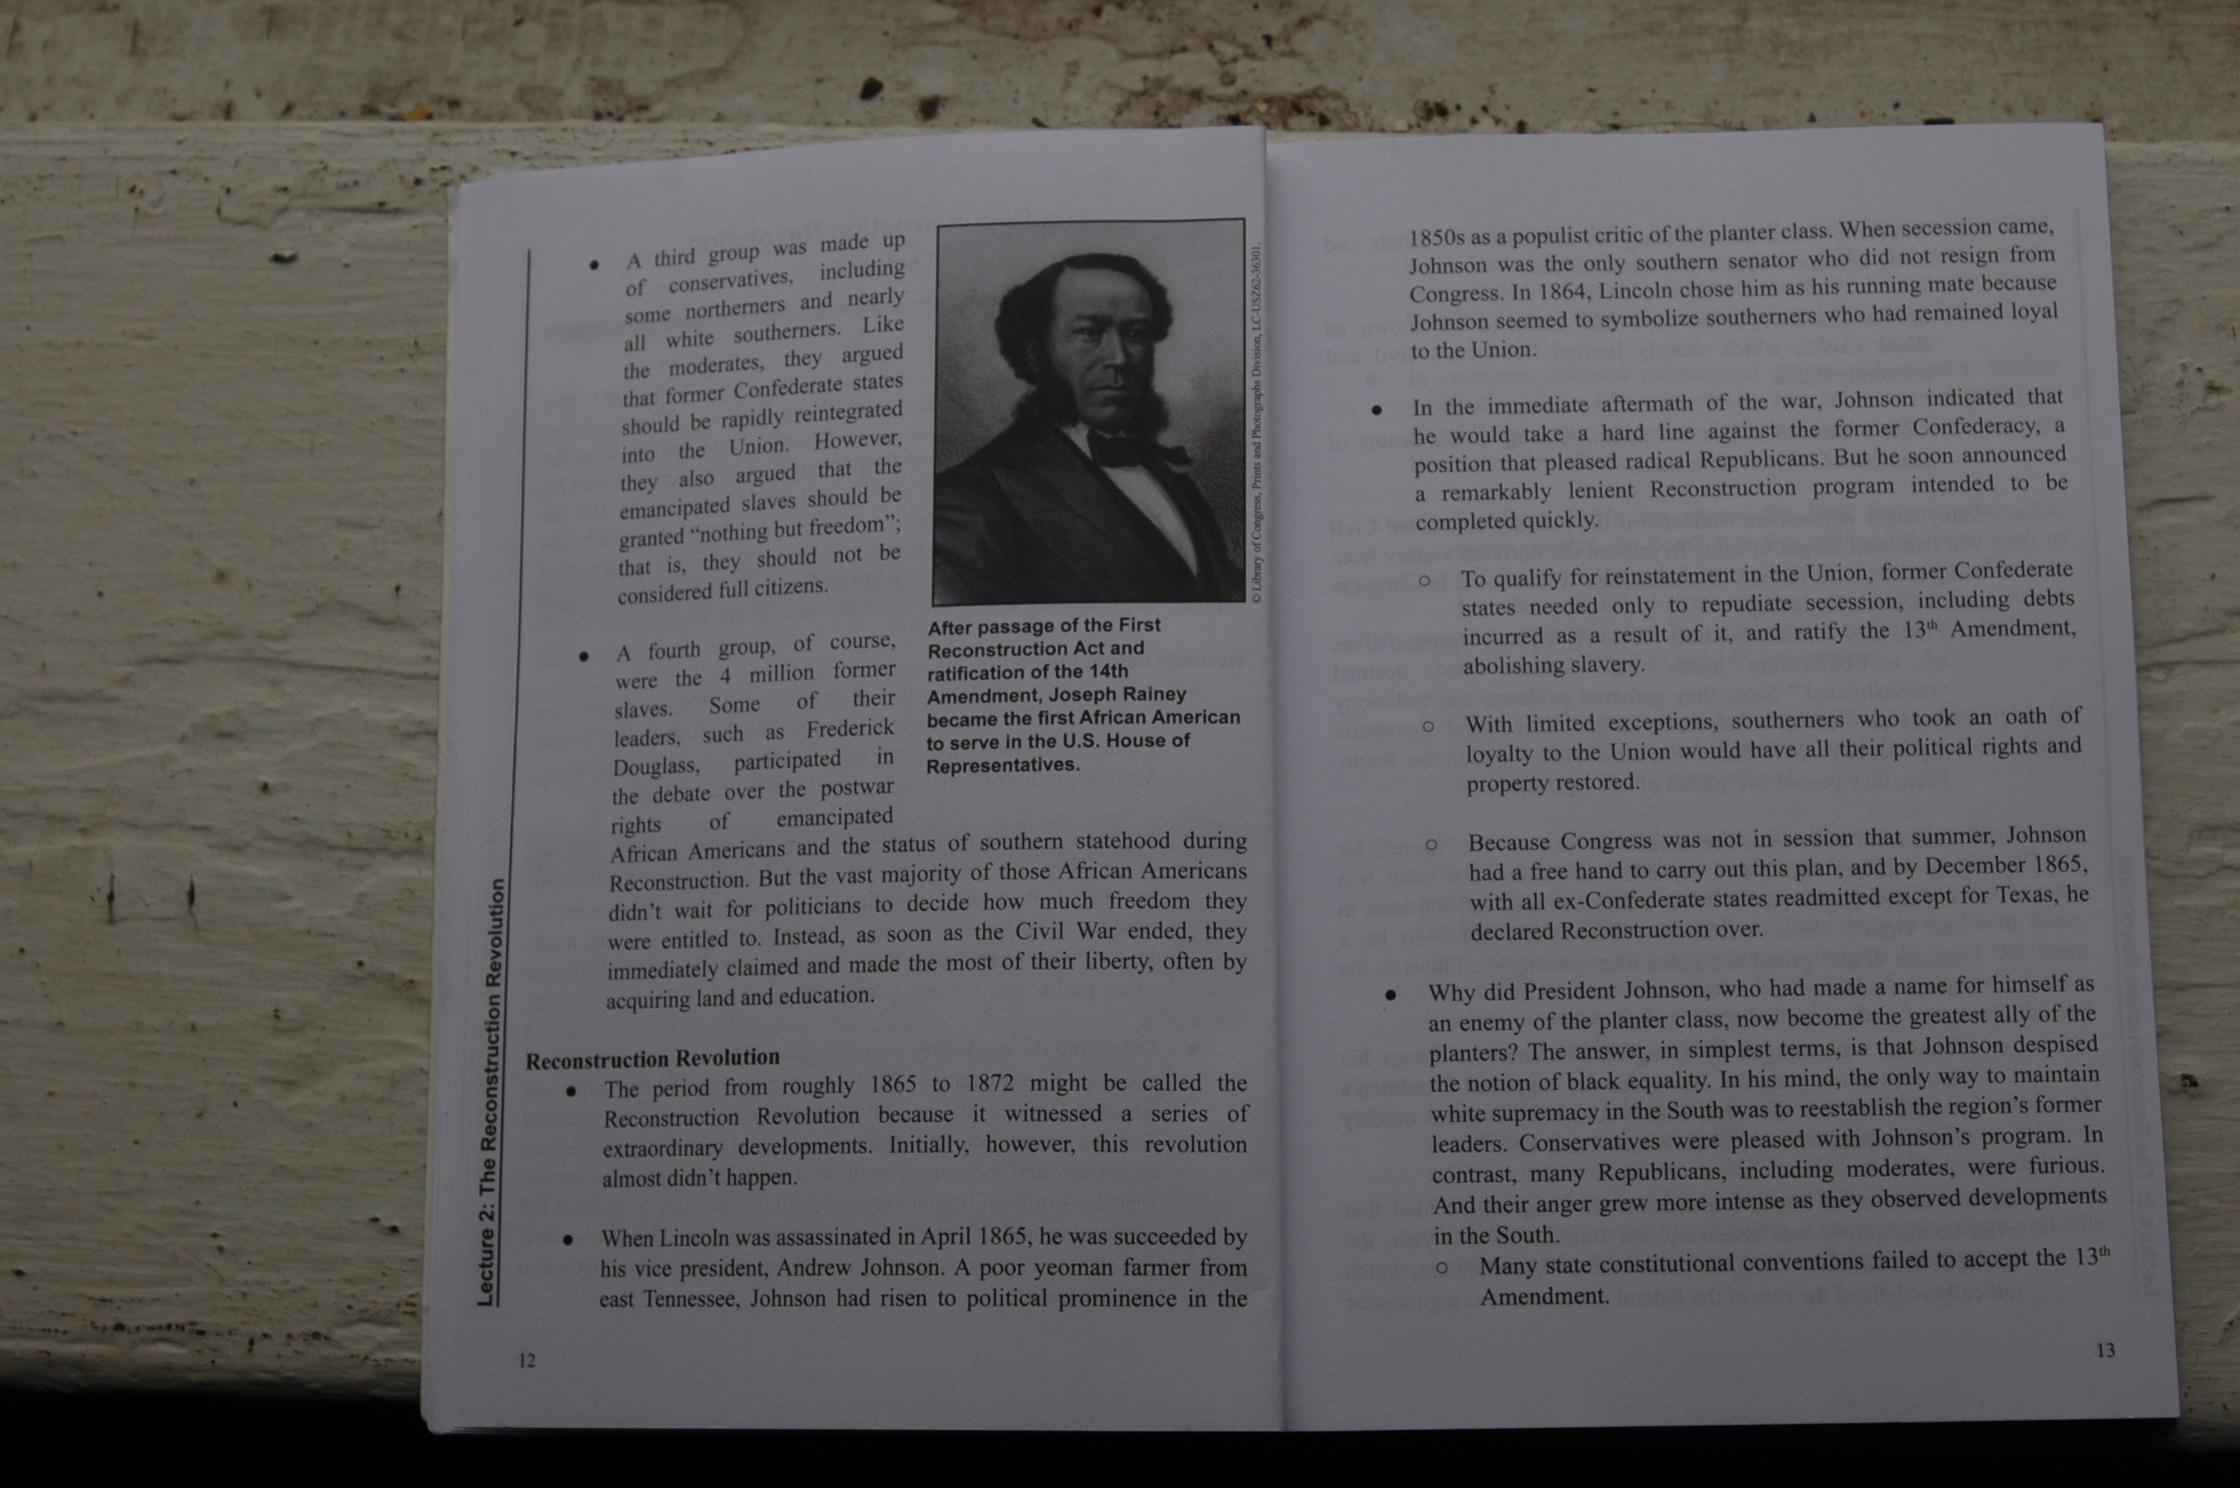 Lecture 2: The Reconstruction Revolution
• A third group was made up
of conservatives, including
some northerners and nearly
all white southerners. Like
the moderates, they argued
that former Confederate states
should be rapidly reintegrated
into the Union. However,
they also argued that the
emancipated slaves should be
granted “nothing but freedom”;
that is, they should not be
considered full citizens.
• A fourth group, of course,
were the 4 million former
slaves. Some of their
leaders, such as Frederick
Douglass, participated in
the debate over the postwar
rights of emancipated
African Americans and the status of southern statehood during
Reconstruction. But the vast majority of those African Americans
didn’t wait for politicians to decide how much freedom they
were entitled to. Instead, as soon as the Civil War ended, they
immediately claimed and made the most of their liberty, often by
acquiring land and education.
© Library of Congress, Prints and Photographs Division, LC-USZ62-36301.
After passage of the First
Reconstruction Act and
ratification of the 14th
Amendment, Joseph Rainey
became the first African American
to serve in the U.S. House of
Representatives.
Reconstruction Revolution
• The period from roughly 1865 to 1872 might be called the
Reconstruction Revolution because it witnessed a series of
extraordinary developments. Initially, however, this revolution
almost didn’t happen.
• When Lincoln was assassinated in April 1865, he was succeeded by
his vice president, Andrew Johnson. A poor yeoman farmer from
east Tennessee, Johnson had risen to political prominence in the
12
1850s as a populist critic of the planter class. When secession came,
Johnson was the only southern senator who did not resign from
Congress. In 1864, Lincoln chose him as his running mate because
Johnson seemed to symbolize southerners who had remained loyal
to the Union.
• In the immediate aftermath of the war, Johnson indicated that
he would take a hard line against the former Confederacy, a
position that pleased radical Republicans. But he soon announced
a remarkably lenient Reconstruction program intended to be
completed quickly.
○ To qualify for reinstatement in the Union, former Confederate
states needed only to repudiate secession, including debts
incurred as a result of it, and ratify the 13th Amendment,
abolishing slavery.
○ With limited exceptions, southerners who took an oath of
loyalty to the Union would have all their political rights and
property restored.
○ Because Congress was not in session that summer, Johnson
had a free hand to carry out this plan, and by December 1865,
with all ex-Confederate states readmitted except for Texas, he
declared Reconstruction over.
• Why did President Johnson, who had made a name for himself as
an enemy of the planter class, now become the greatest ally of the
planters? The answer, in simplest terms, is that Johnson despised
the notion of black equality. In his mind, the only way to maintain
white supremacy in the South was to reestablish the region’s former
leaders. Conservatives were pleased with Johnson’s program. In
contrast, many Republicans, including moderates, were furious.
And their anger grew more intense as they observed developments
in the South.
○ Many state constitutional conventions failed to accept the 13th
Amendment.
13